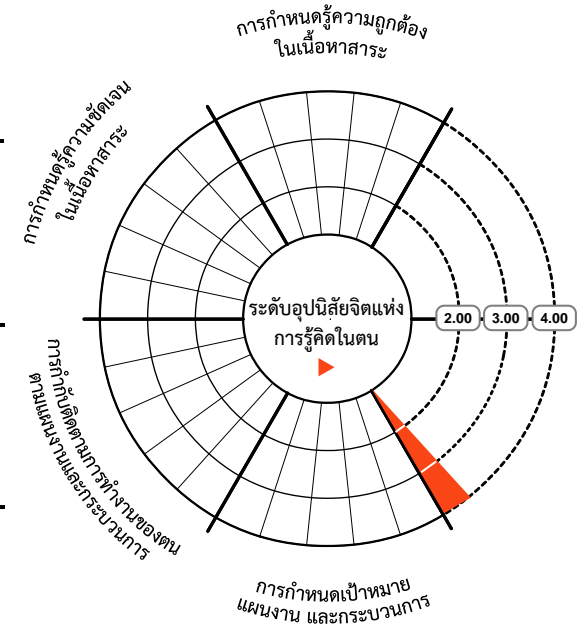 การกำหนดรู้ความถูกต้อง
ในเนื้อหาสาระ
การกำหนดรู้ความชัดเจน
ในเนื้อหาสาระ
ระดับอุปนิสัยจิตแห่ง
การรู้คิดในตน
2.00
3.00
4.00
การกำกับติดตามการทำงานของตน
ตามแผนงานและกระบวนการ
การกำหนดเป้าหมาย
แผนงาน และกระบวนการ